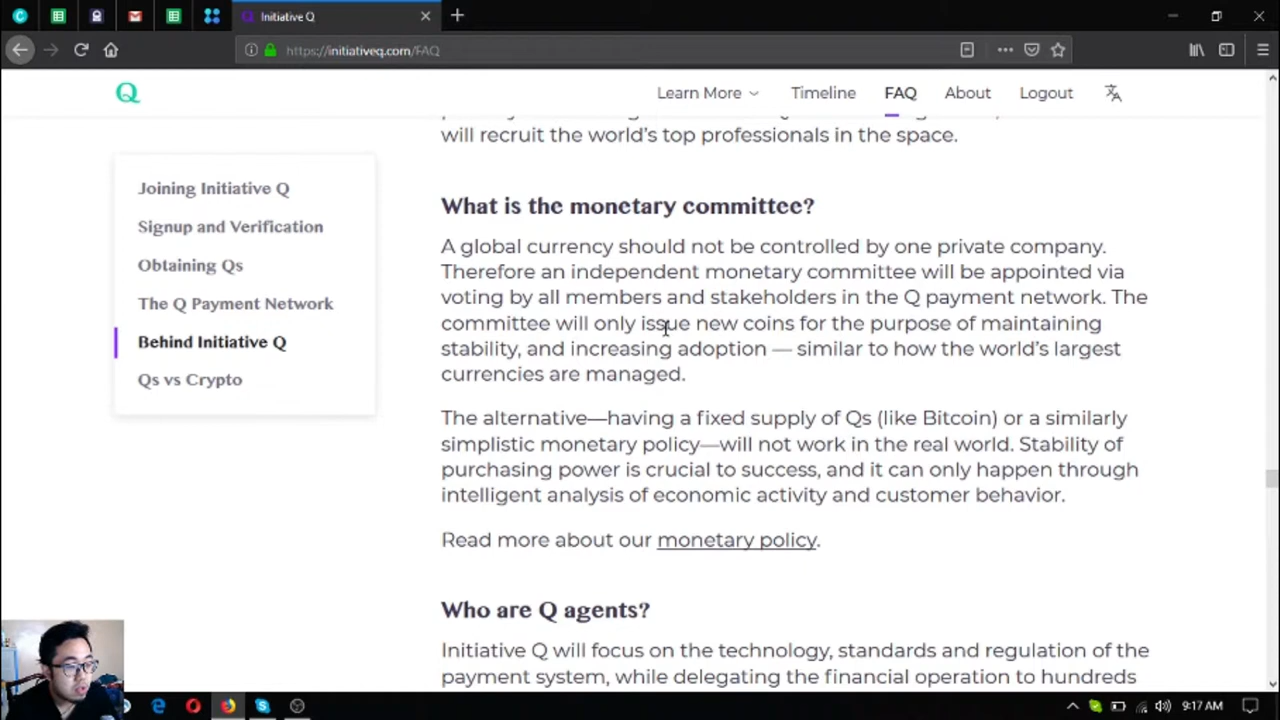 Initiative Q
https://initiativeq.com/FAQ
Q
Learn More
Timeline
FAQ
About
Logout
will recruit the world's top professionals in the space.
Joining Initiative Q
Signup and Verification
Obtaining Qs
The Q Payment Network
Behind Initiative Q
Qs vs Crypto
What is the monetary committee?
A global currency should not be controlled by one private company.
Therefore an independent monetary committee will be appointed via
voting by all members and stakeholders in the Q payment network. The
committee will only issue new coins for the purpose of maintaining
stability, and increasing adoption — similar to how the world's largest
currencies are managed.
The alternative—having a fixed supply of Qs (like Bitcoin) or a similarly
simplistic monetary policy—will not work in the real world. Stability of
purchasing power is crucial to success, and it can only happen through
intelligent analysis of economic activity and customer behavior.
Read more about our monetary policy.
Who are Q agents?
Initiative Q will focus on the technology, standards and regulation of the
payment system, while delegating the financial operation to hundreds
9:17 AM